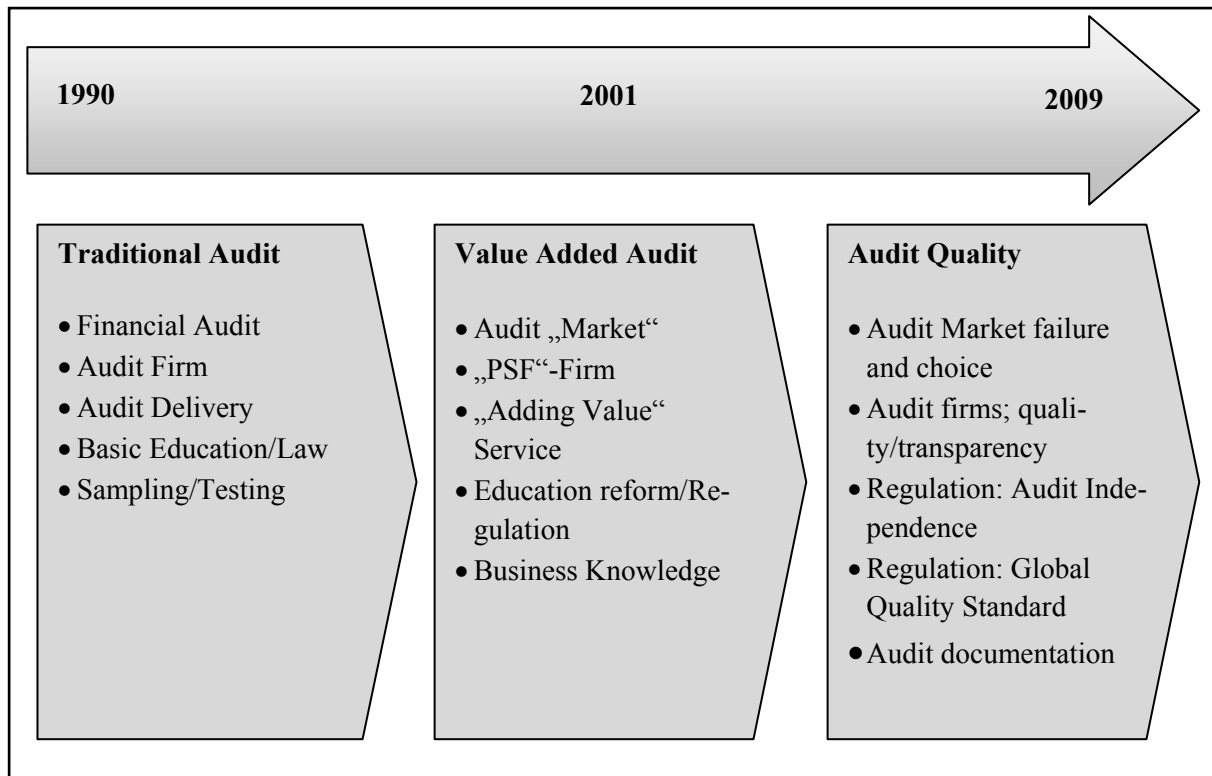 1990
2001
2009
Traditional Audit
• Financial Audit
• Audit Firm
• Audit Delivery
• Basic Education/Law
• Sampling/Testing
Value Added Audit
• Audit „Market“
• „PSF“-Firm
• „Adding Value“
Service
• Education reform/Re-
gulation
• Business Knowledge
Audit Quality
• Audit Market failure
and choice
• Audit firms; quali-
ty/transparency
• Regulation: Audit Inde-
pendence
• Regulation: Global
Quality Standard
• Audit documentation